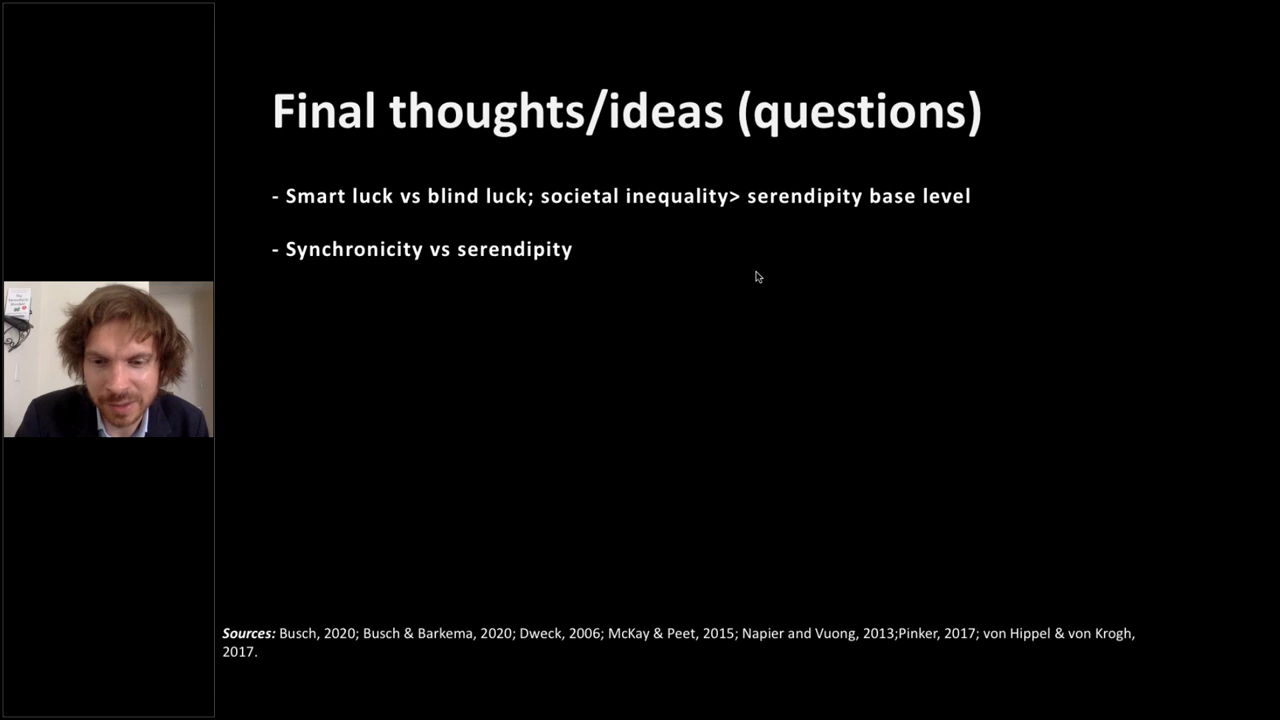 Final thoughts/ideas (questions)
- Smart luck vs blind luck; societal inequality> serendipity base level
- Synchronicity vs serendipity
Sources: Busch, 2020; Busch & Barkema, 2020; Dweck, 2006; McKay & Peet, 2015; Napier and Vuong, 2013;Pinker, 2017; von Hippel & von Krogh,
2017.